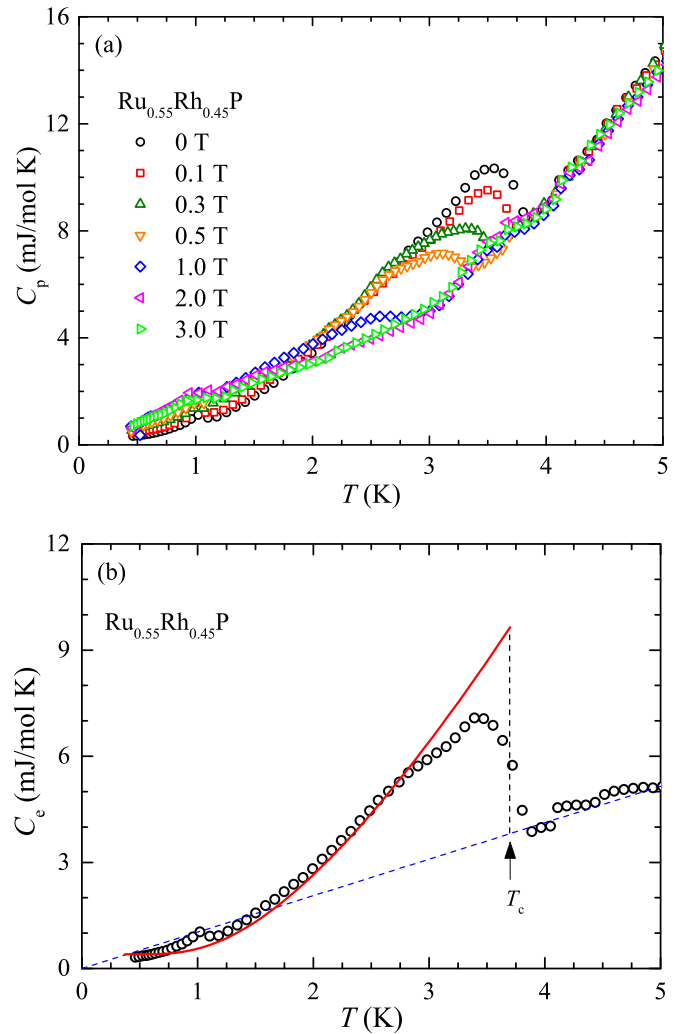 (a)
Ru0.55Rh0.45P
0 T
0.1 T
0.3 T
0.5 T
1.0 T
2.0 T
3.0 T
Cp (mJ/mol K)
16
12
8
4
0
0 1 2 3 4 5
T (K)
(b)
Ru0.55Rh0.45P
Ce (mJ/mol K)
12
9
6
3
0
Tc
0 1 2 3 4 5
T (K)